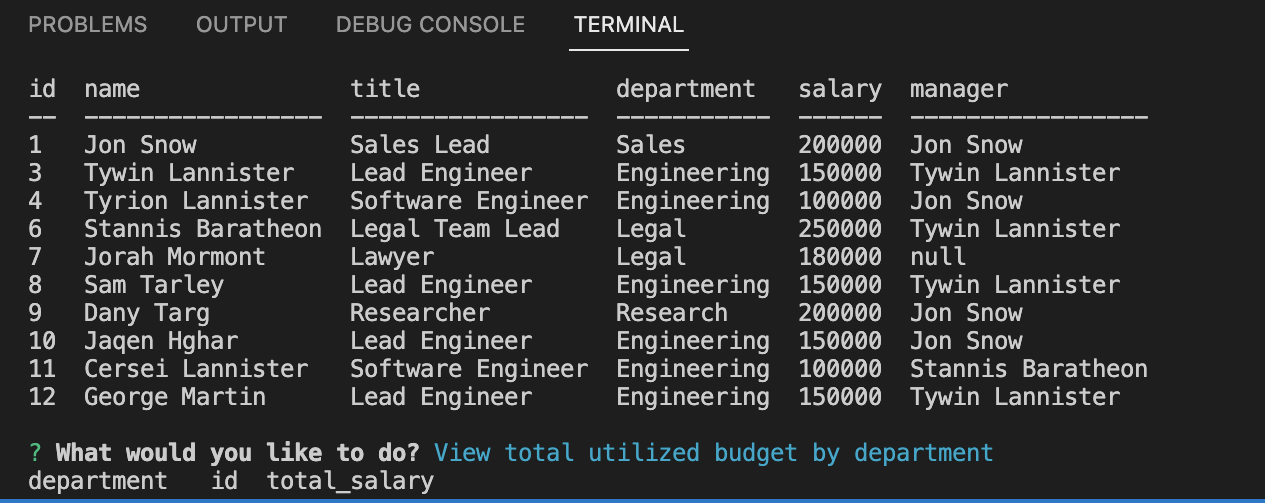 PROBLEMS OUTPUT DEBUG CONSOLE TERMINAL
id  name               title              department   salary  manager
--  -----------------  -----------------  -----------  ------  -----------------
1   Jon Snow           Sales Lead         Sales        200000  Jon Snow
3   Tywin Lannister    Lead Engineer      Engineering  150000  Tywin Lannister
4   Tyrion Lannister   Software Engineer  Engineering  100000  Jon Snow
6   Stannis Baratheon  Legal Team Lead    Legal        250000  Tywin Lannister
7   Jorah Mormont      Lawyer             Legal        180000  null
8   Sam Tarley         Lead Engineer      Engineering  150000  Tywin Lannister
9   Dany Targ          Researcher         Research     200000  Jon Snow
10  Jaqen Hghar        Lead Engineer      Engineering  150000  Jon Snow
11  Cersei Lannister   Software Engineer  Engineering  100000  Stannis Baratheon
12  George Martin      Lead Engineer      Engineering  150000  Tywin Lannister
? What would you like to do? View total utilized budget by department
department   id  total_salary